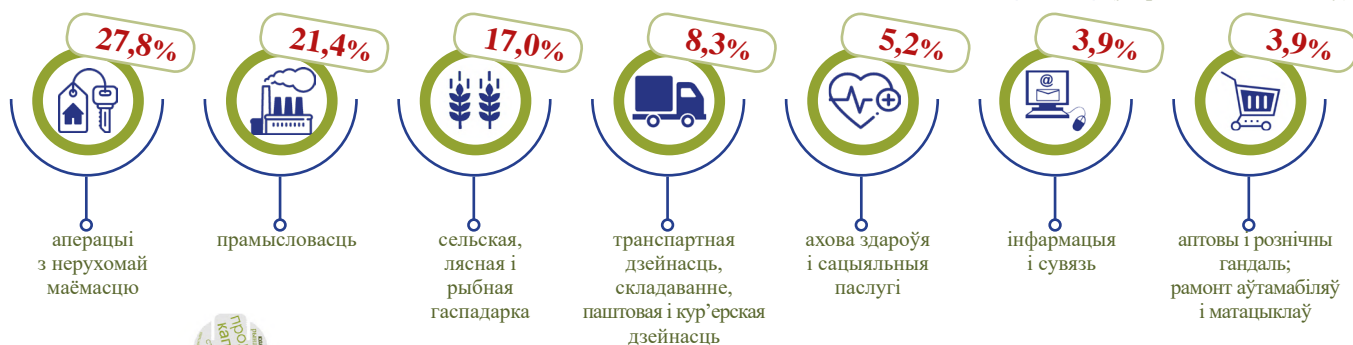 27,8%
21,4%
17,0%
8,3%
5,2%
3,9%
3,9%
@
аперацыі
з нерухомай
маёмасцю
прамысловасць
сельская,
лясная і
рыбная
гаспадарка
транспартная
дзейнасць,
складаванне,
паштовая і кур’ерская
дзейнасць
ахова здароўя
і сацыяльныя
паслугі
інфармацыя
і сувязь
аптовы і рознічны
гандаль;
рамонт аўтамабіляў
і матацыклаў